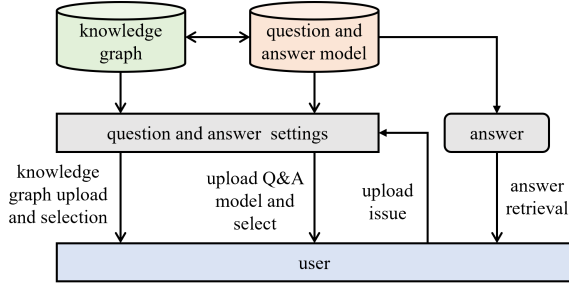 knowledge
graph
question and
answer model
question and answer settings
answer
knowledge
graph upload
and selection
upload Q&A
model and
select
upload
issue
answer
retrieval
user